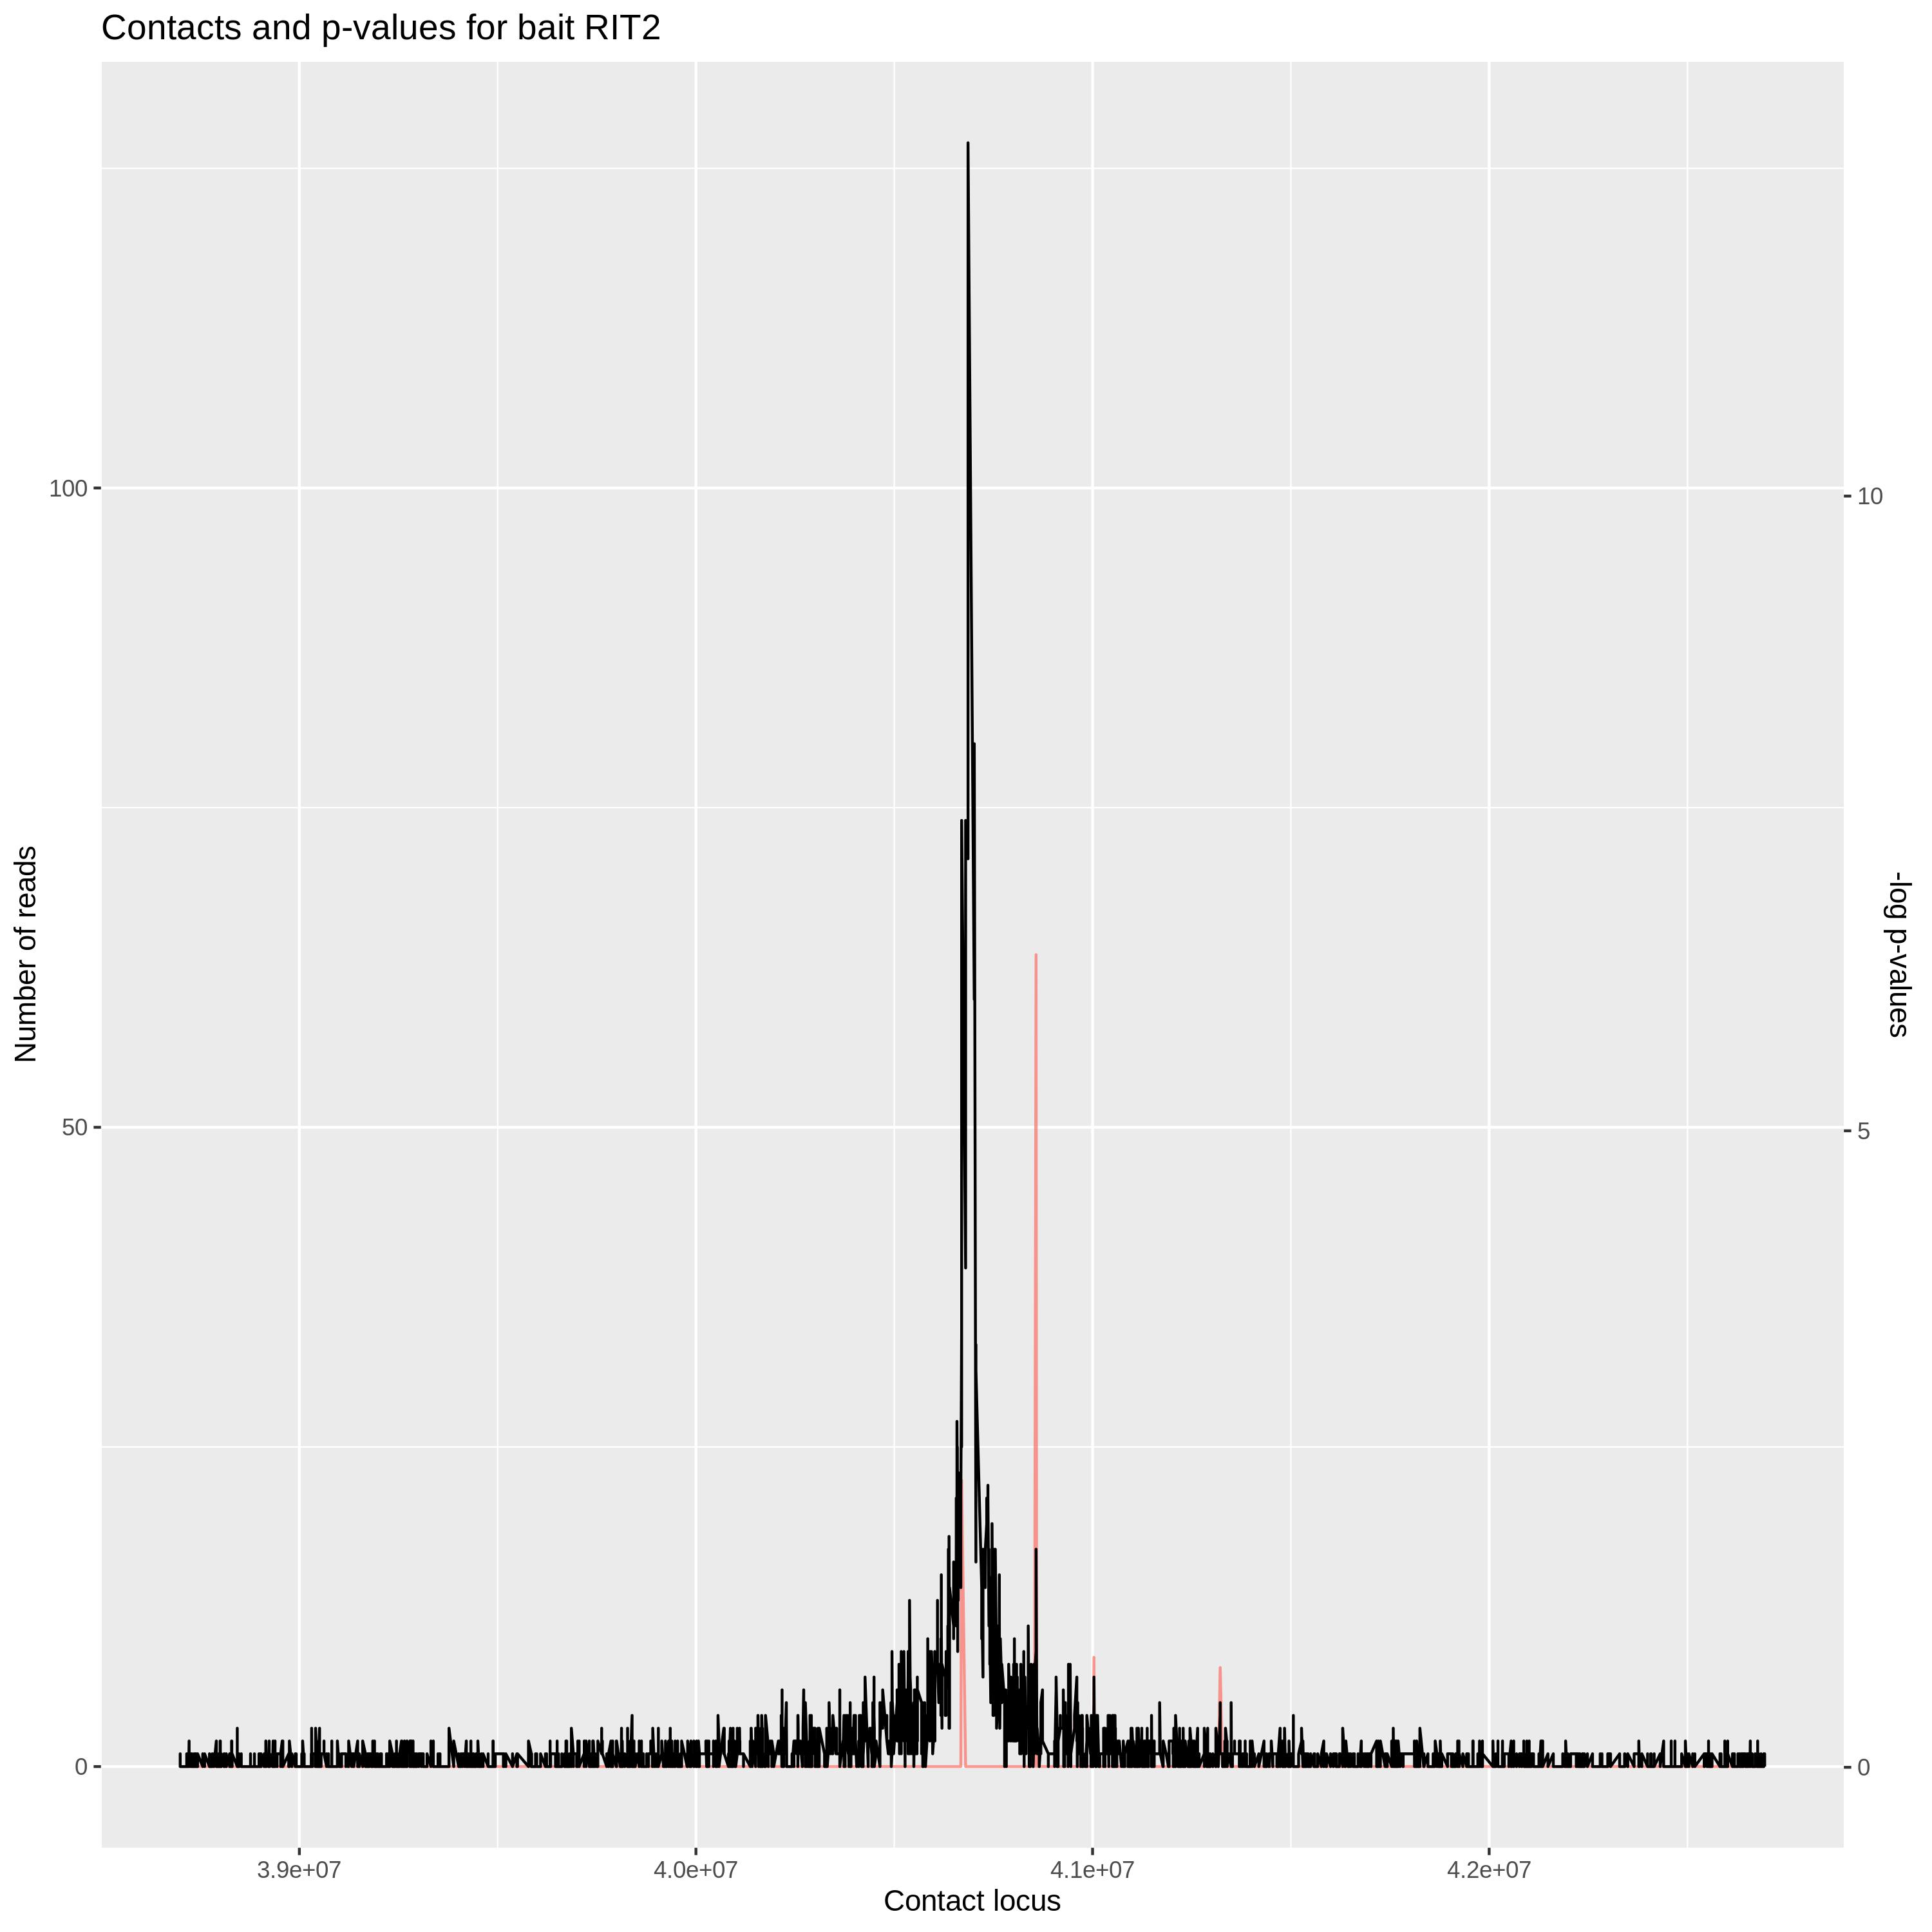 Contacts and p-values for bait RIT2
100
50
0
Number of reads
10
5
0
-log p-values
3.9e+07
4.0e+07
4.1e+07
4.2e+07
Contact locus